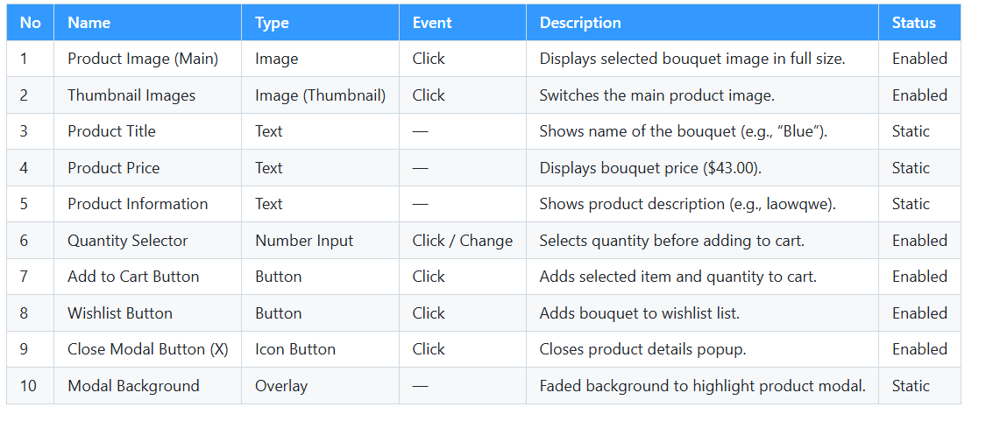 No Name Type Event Description Status
1 Product Image (Main) Image Click Displays selected bouquet image in full size. Enabled
2 Thumbnail Images Image (Thumbnail) Click Switches the main product image. Enabled
3 Product Title Text — Shows name of the bouquet (e.g., “Blue”). Static
4 Product Price Text — Displays bouquet price ($43.00). Static
5 Product Information Text — Shows product description (e.g., laowqwe). Static
6 Quantity Selector Number Input Click / Change Selects quantity before adding to cart. Enabled
7 Add to Cart Button Button Click Adds selected item and quantity to cart. Enabled
8 Wishlist Button Button Click Adds bouquet to wishlist list. Enabled
9 Close Modal Button (X) Icon Button Click Closes product details popup. Enabled
10 Modal Background Overlay — Faded background to highlight product modal. Static